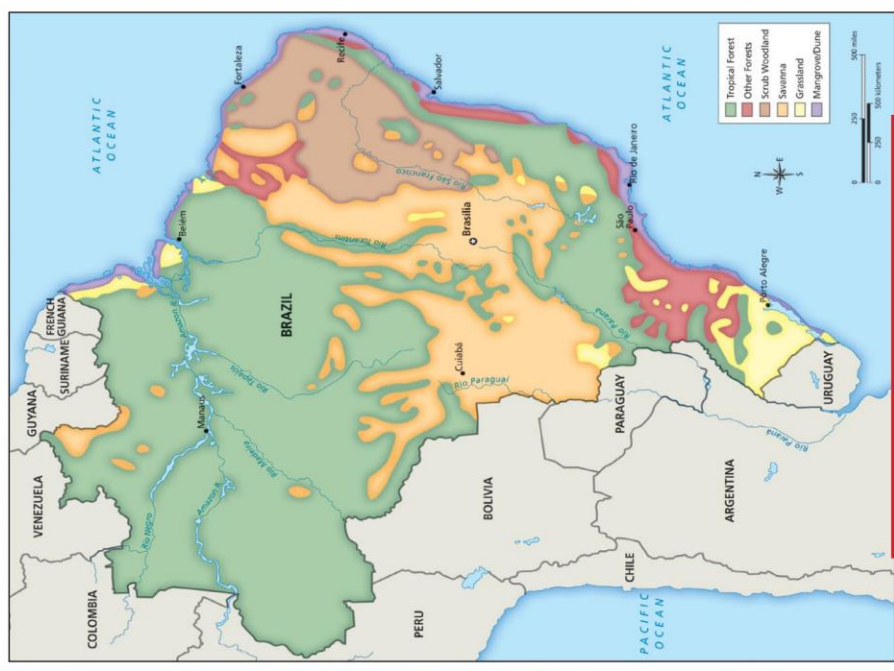 ATLANTIC
OCEAN
Fortaleza
Recife
Salvador
ATLANTIC
OCEAN
Tropical Forest
Other Forests
Scrub Woodland
Savanna
Grassland
Mangrove/Dune
0
250
500 miles
0
250
500 kilometers
N
E
S
W
Belém
Rio São Francisco
Rio Tocantins
Brasília
Rio de Janeiro
São
Paulo
Porto Alegre
FRENCH
GUIANA
SURINAME
GUYANA
VENEZUELA
COLOMBIA
Amazon R.
BRAZIL
Rio Tapajós
Cuiabá
Rio Paraguai
Rio Paraná
Manaus
Rio Madeira
Rio Negro
Amazon R.
PARAGUAY
URUGUAY
BOLIVIA
Rio Paraná
ARGENTINA
PERU
CHILE
PACIFIC
OCEAN